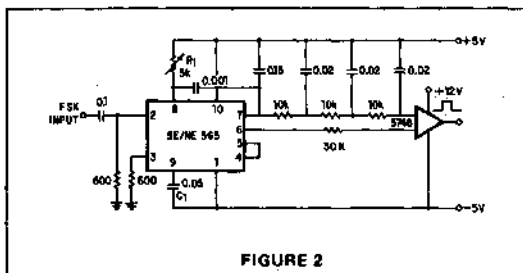 +5V
R1
5k
0.001
0.15
0.02
0.02
0.02
FSK
INPUT
0.1
8
10
10k
10k
10k
+12V
2
7
SE/NE 565
6
5
4
3
30K
600
600
9
1
0.05
C1
-5V
FIGURE 2